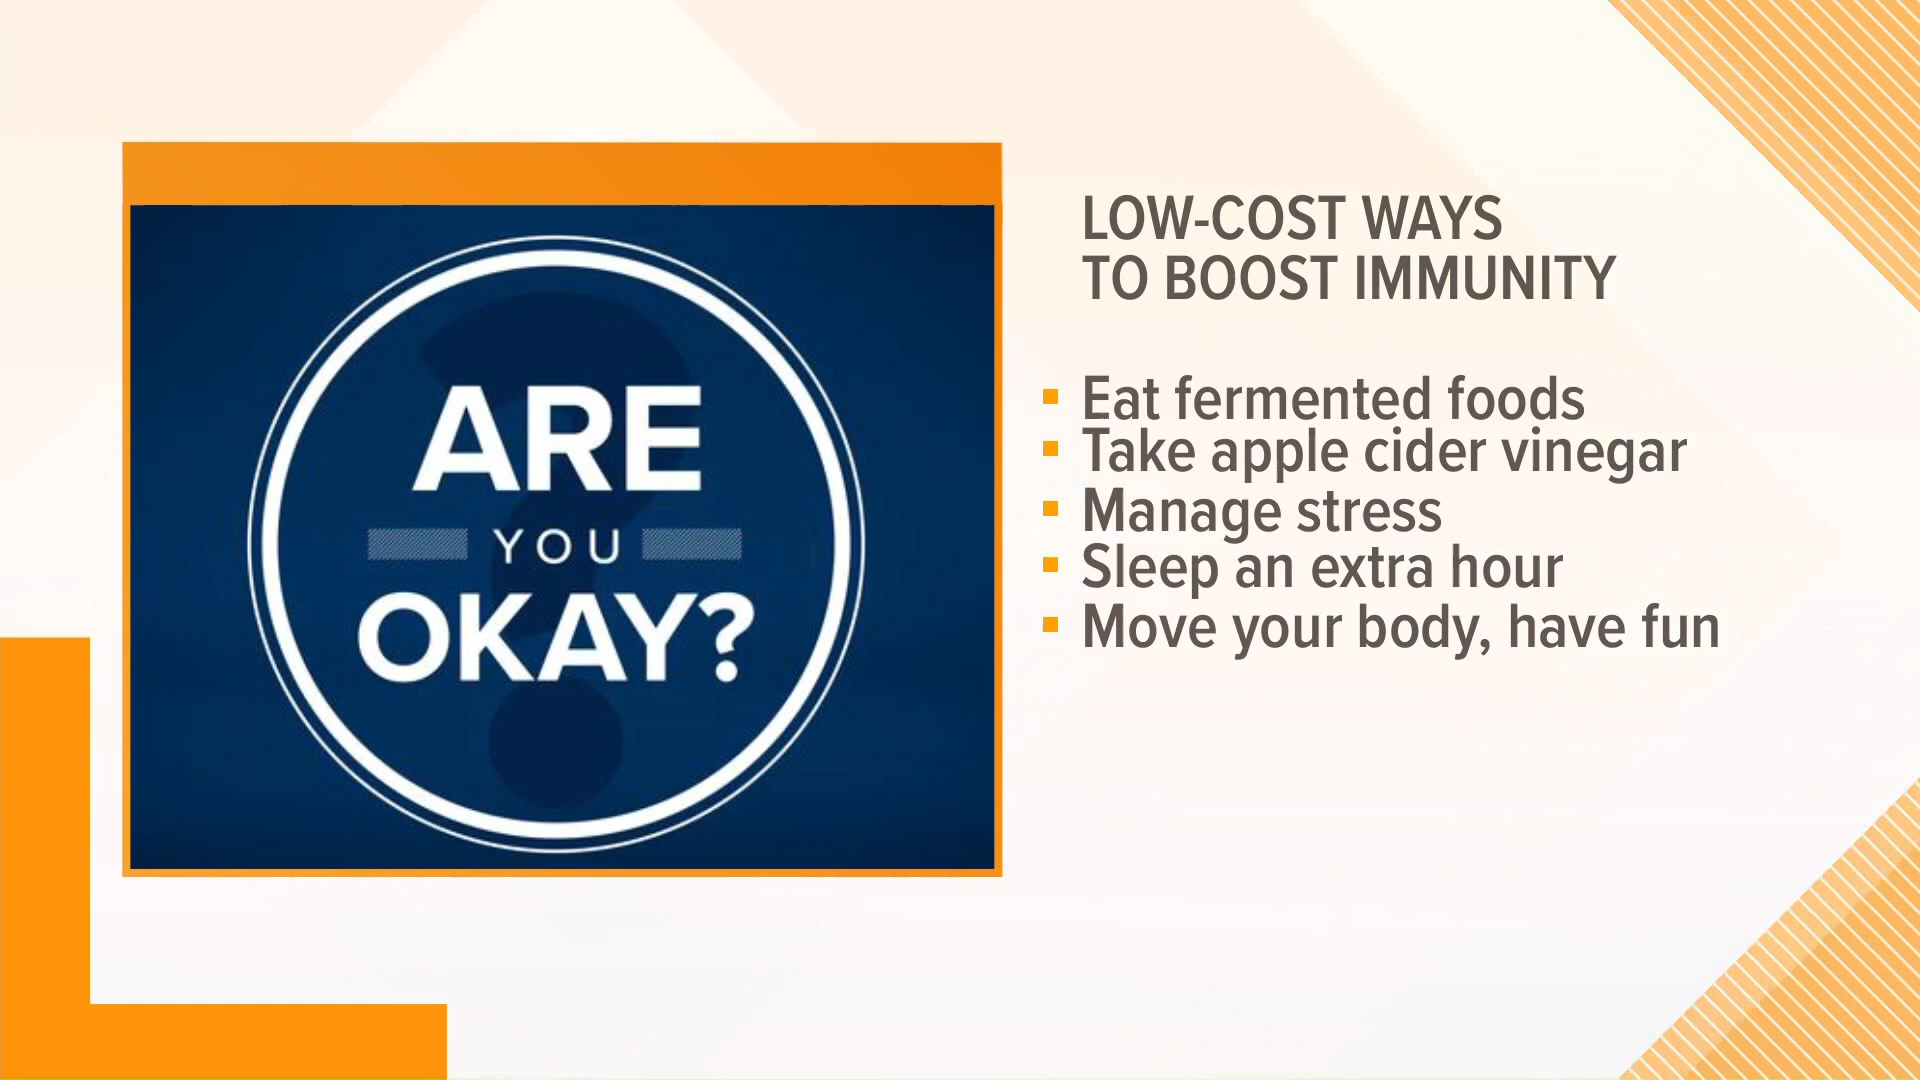 ARE
YOU
OKAY?
LOW-COST WAYS
TO BOOST IMMUNITY
Eat fermented foods
Take apple cider vinegar
Manage stress
Sleep an extra hour
Move your body, have fun